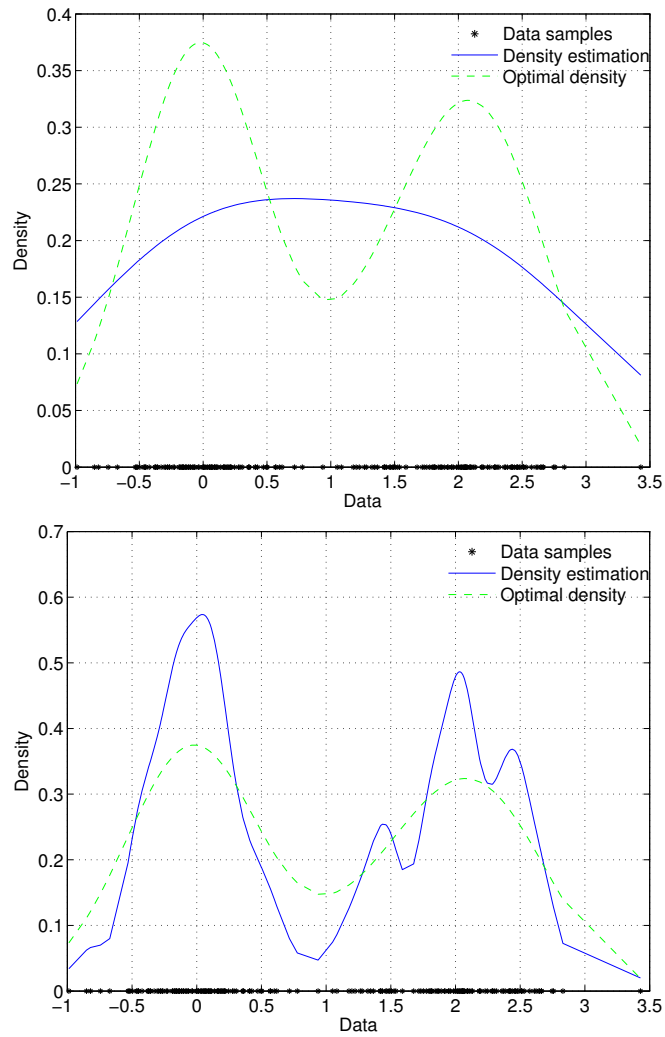 0.4
0.35
0.3
0.25
0.2
0.15
0.1
0.05
0
Density
* Data samples
Density estimation
Optimal density
−1 −0.5 0 0.5 1 1.5 2 2.5 3 3.5
Data
0.7
0.6
0.5
0.4
0.3
0.2
0.1
0
Density
* Data samples
Density estimation
Optimal density
−1 −0.5 0 0.5 1 1.5 2 2.5 3 3.5
Data